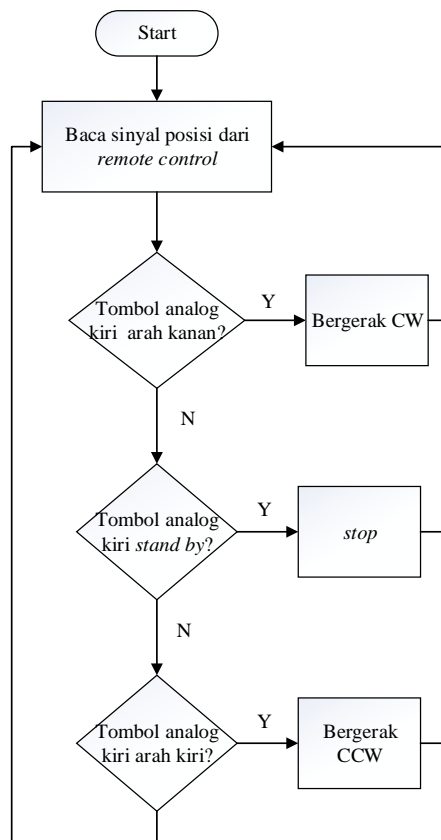 Start
Baca sinyal posisi dari
remote control
Tombol analog
kiri arah kanan?
Y
Bergerak CW
N
Tombol analog
kiri stand by?
Y
stop
N
Tombol analog
kiri arah kiri?
Y
Bergerak
CCW